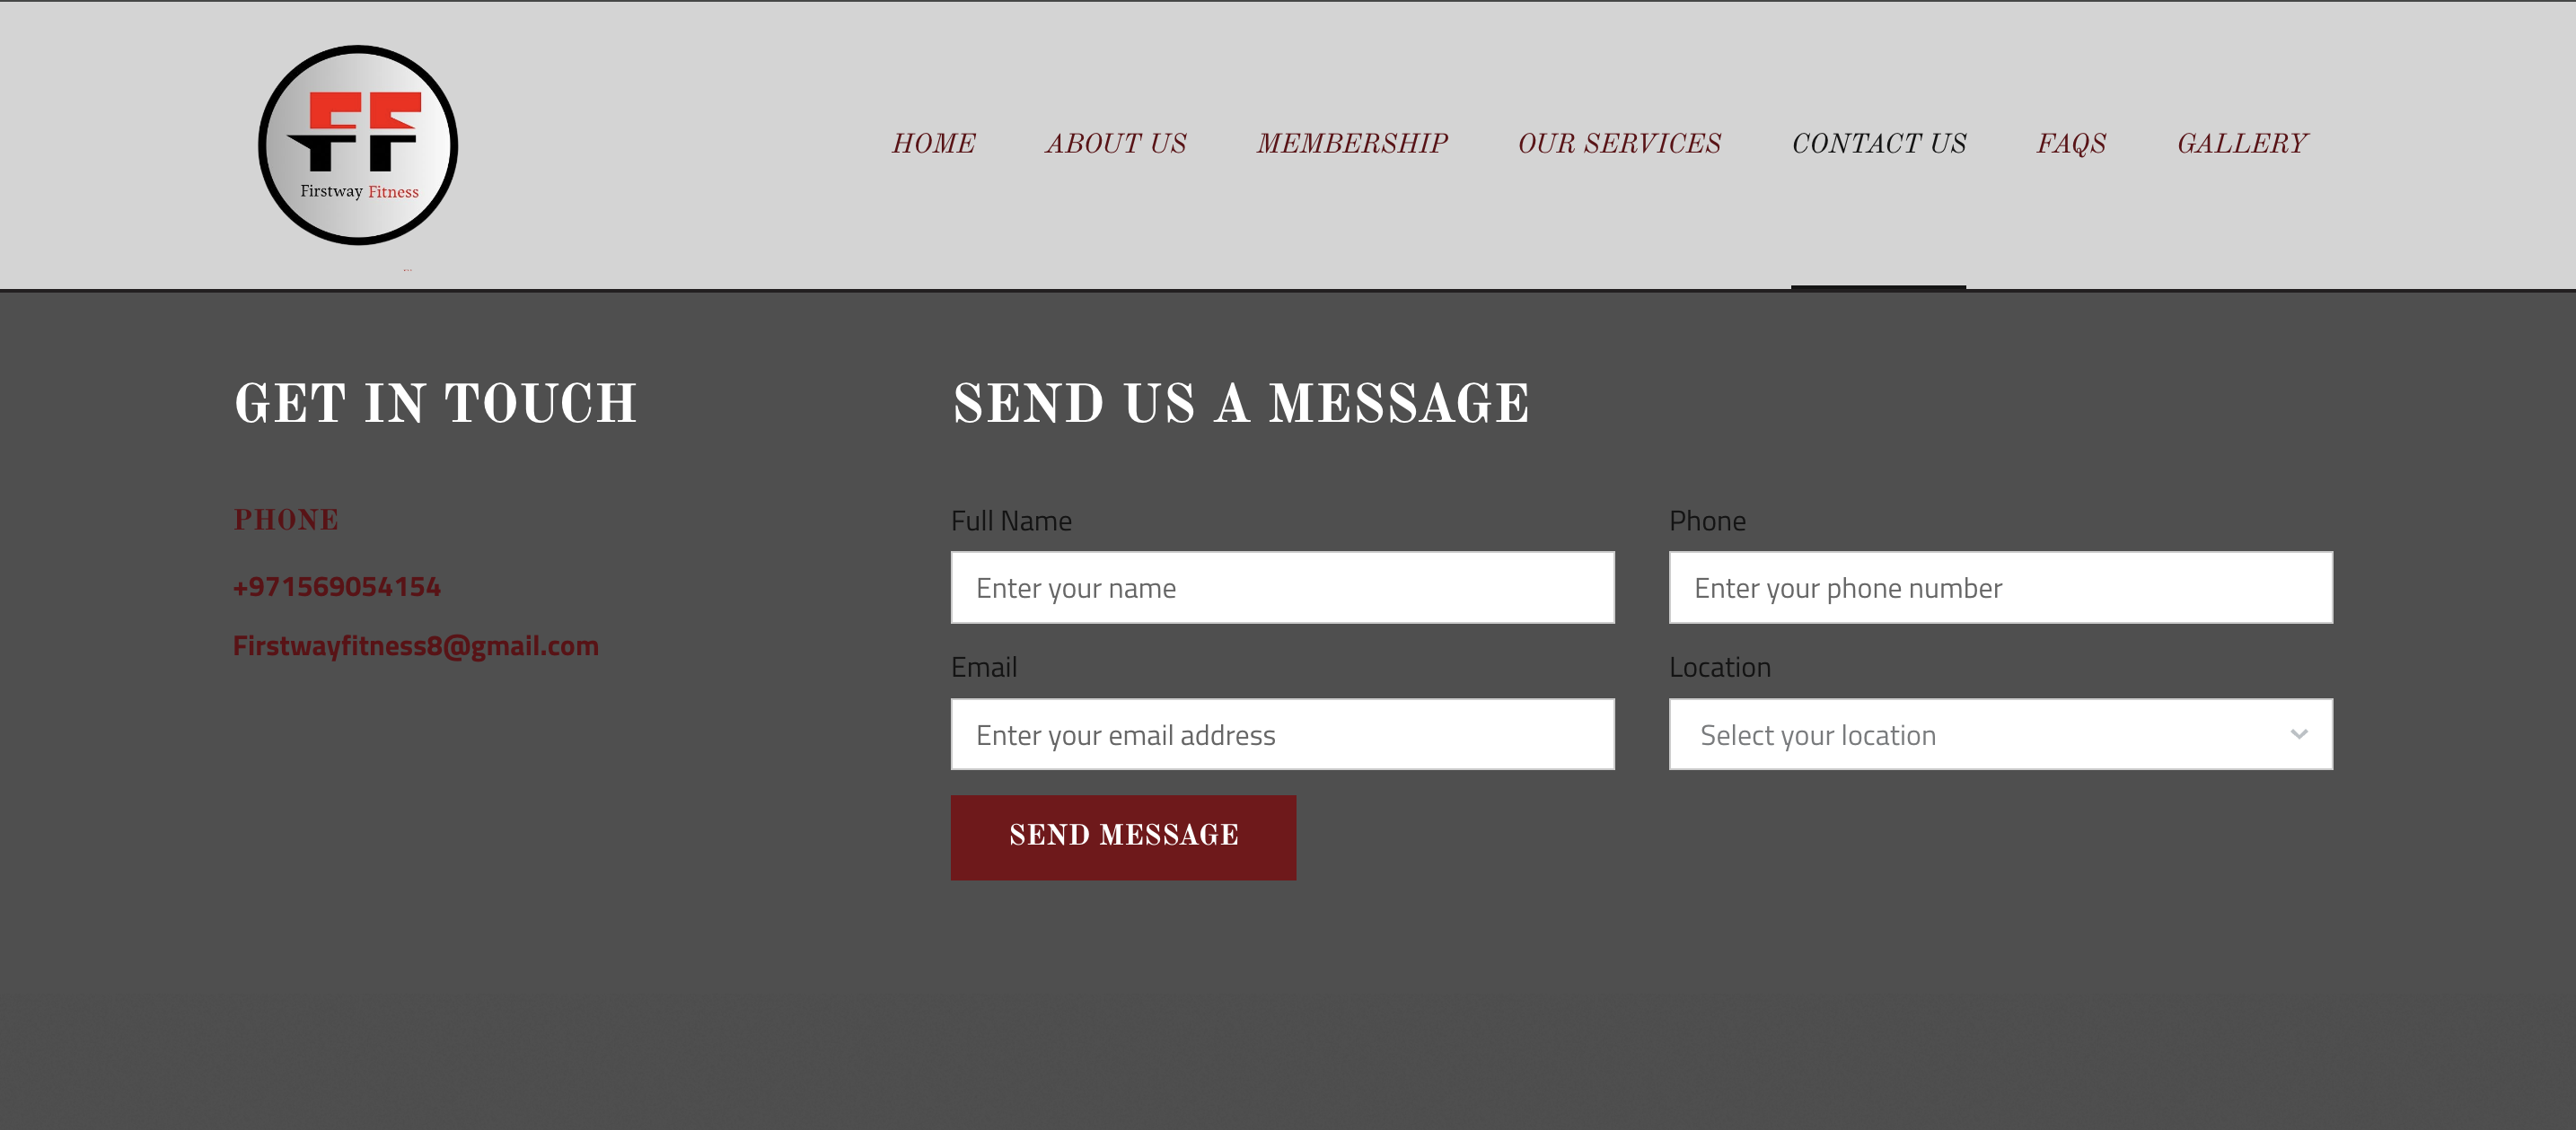 Firstway Fitness
HOME ABOUT US MEMBERSHIP OUR SERVICES CONTACT US FAQS GALLERY
GET IN TOUCH
PHONE
+971569054154
Firstwayfitness8@gmail.com
SEND US A MESSAGE
Full Name
Enter your name
Phone
Enter your phone number
Email
Enter your email address
Location
Select your location
SEND MESSAGE